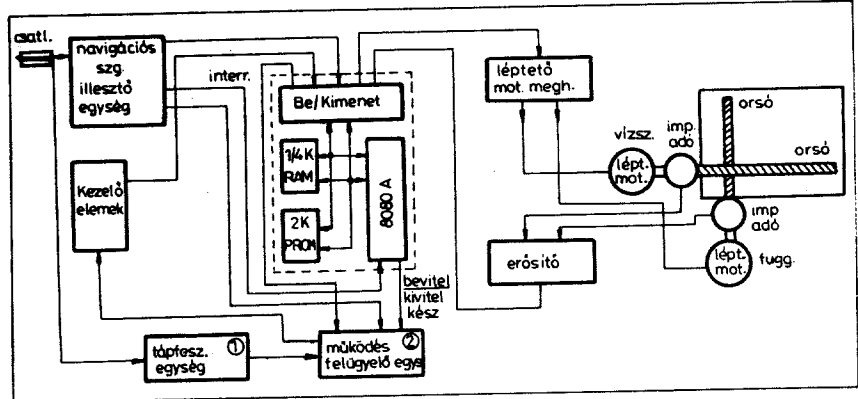 csatl.
navigációs
szg.
illesztő
egység
interr.
Be/Kimenet
1/4K
RAM
2K
PROM
8080 A
Kezelő
elemek
bevitel
kivitel
kész
tápfesz. ①
egység
működés ②
felügyelő egys
léptető
mot. megh.
erősítő
vízsz.
imp.
adó
lépt.
mot.
orsó
orsó
imp
adó
lépt.
mot.
függ.